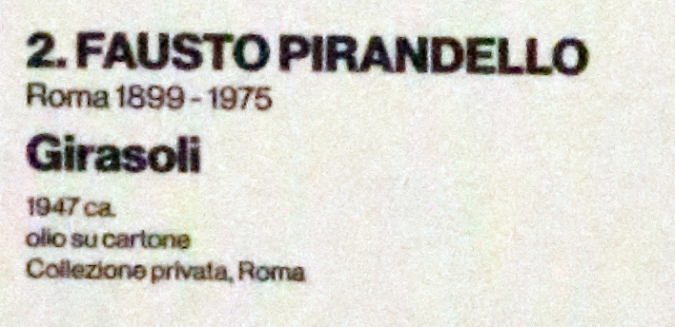 2. FAUSTO PIRANDELLO
Roma 1899 - 1975
Girasoli
1947 ca.
olio su cartone
Collezione privata, Roma